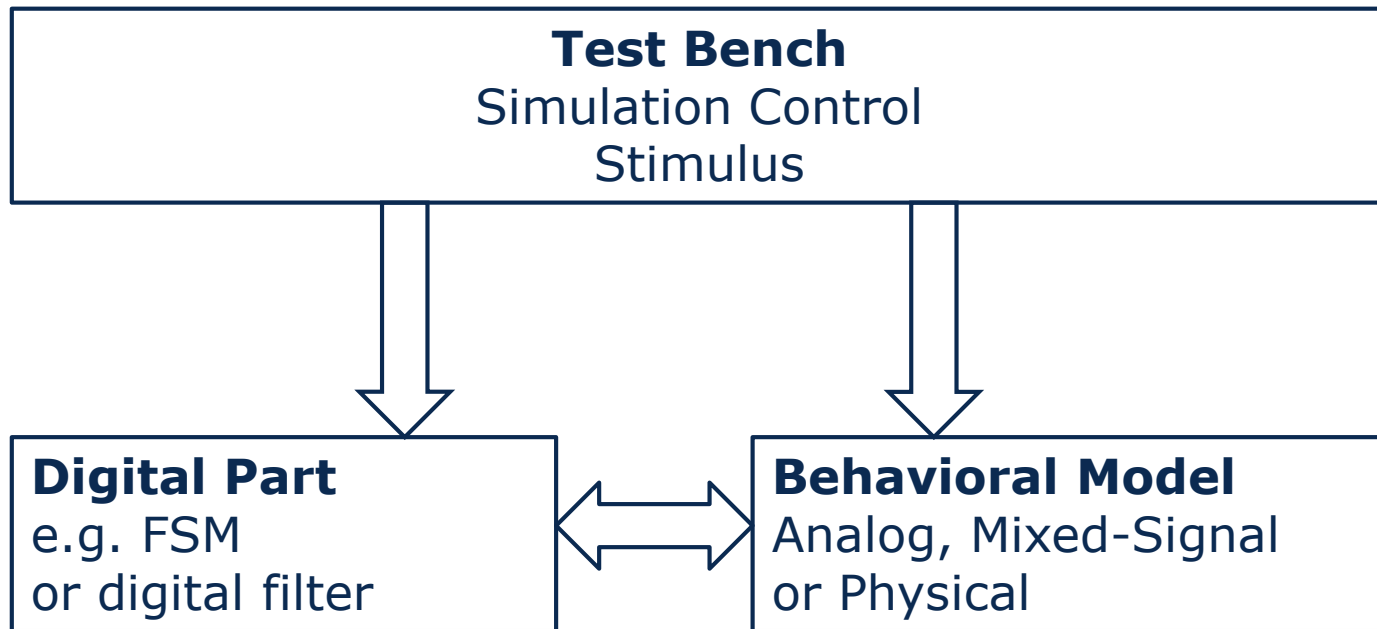 Test Bench
Simulation Control
Stimulus
Digital Part
e.g. FSM
or digital filter
Behavioral Model
Analog, Mixed-Signal
or Physical